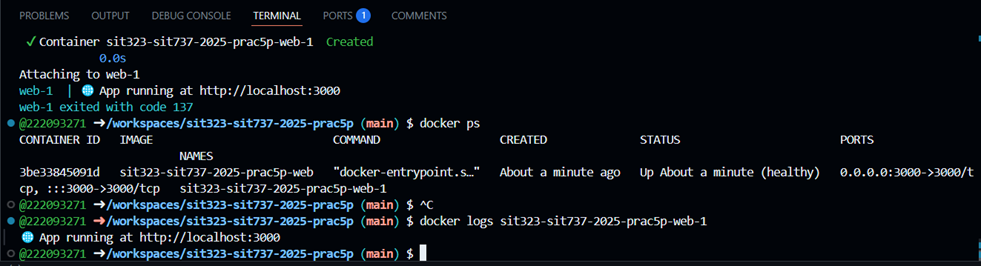 PROBLEMS OUTPUT DEBUG CONSOLE TERMINAL PORTS 1 COMMENTS
✓ Container sit323-sit737-2025-prac5p-web-1 Created
0.0s
Attaching to web-1
web-1 | 🌐 App running at http://localhost:3000
web-1 exited with code 137
@222093271 ➜/workspaces/sit323-sit737-2025-prac5p (main) $ docker ps
CONTAINER ID IMAGE COMMAND CREATED STATUS PORTS
NAMES
3be33845091d sit323-sit737-2025-prac5p-web "docker-entrypoint.s…" About a minute ago Up About a minute (healthy) 0.0.0.0:3000->3000/t
cp, :::3000->3000/tcp sit323-sit737-2025-prac5p-web-1
@222093271 ➜/workspaces/sit323-sit737-2025-prac5p (main) $ ^C
@222093271 ➜/workspaces/sit323-sit737-2025-prac5p (main) $ docker logs sit323-sit737-2025-prac5p-web-1
🌐 App running at http://localhost:3000
@222093271 ➜/workspaces/sit323-sit737-2025-prac5p (main) $